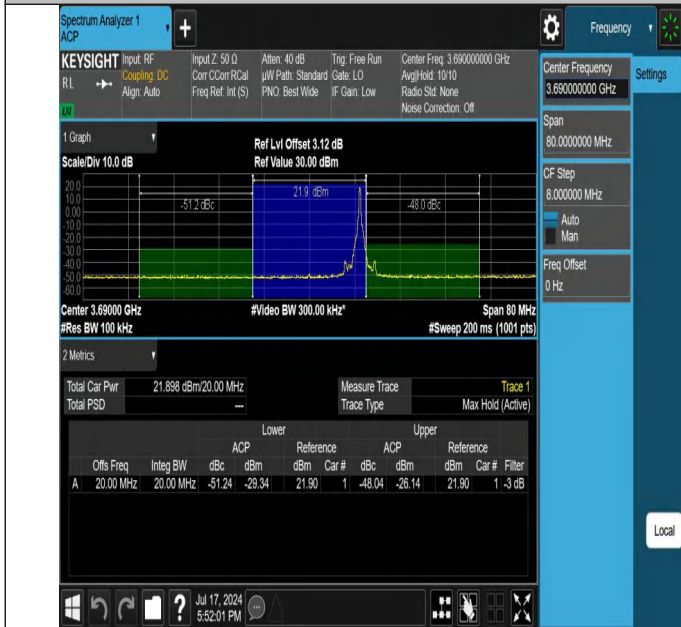 Spectrum Analyzer 1
ACP
Frequency
KEYSIGHT
RL
Input: RF
Coupling: DC
Align: Auto
Input Z: 50 Ω
Corr CCorr RCal
Freq Ref: Int (S)
Atten: 40 dB
µW Path: Standard
PNO: Best Wide
Trig: Free Run
Gate: LO
IF Gain: Low
Center Freq: 3.690000000 GHz
Avg|Hold: 10/10
Radio Std: None
Noise Correction: Off
Center Frequency
3.690000000 GHz
Settings
Span
80.0000000 MHz
CF Step
8.000000 MHz
Auto
Man
Freq Offset
0 Hz
1 Graph
Scale/Div 10.0 dB
Ref Lvl Offset 3.12 dB
Ref Value 30.00 dBm
20.0
10.0
0.00
-10.0
-20.0
-30.0
-40.0
-50.0
-60.0
-51.2 dBc
21.9 dBm
-48.0 dBc
Center 3.69000 GHz
#Res BW 100 kHz
#Video BW 300.00 kHz*
Span 80 MHz
#Sweep 200 ms (1001 pts)
2 Metrics
Total Car Pwr 21.898 dBm/20.00 MHz
Total PSD ---
Measure Trace Trace 1
Trace Type Max Hold (Active)
Lower Upper
ACP Reference ACP Reference
Offs Freq Integ BW dBc dBm dBm Car # dBc dBm dBm Car # Filter
A 20.00 MHz 20.00 MHz -51.24 -29.34 21.90 1 -48.04 -26.14 21.90 1 -3 dB
Local
?
Jul 17, 2024
5:52:01 PM